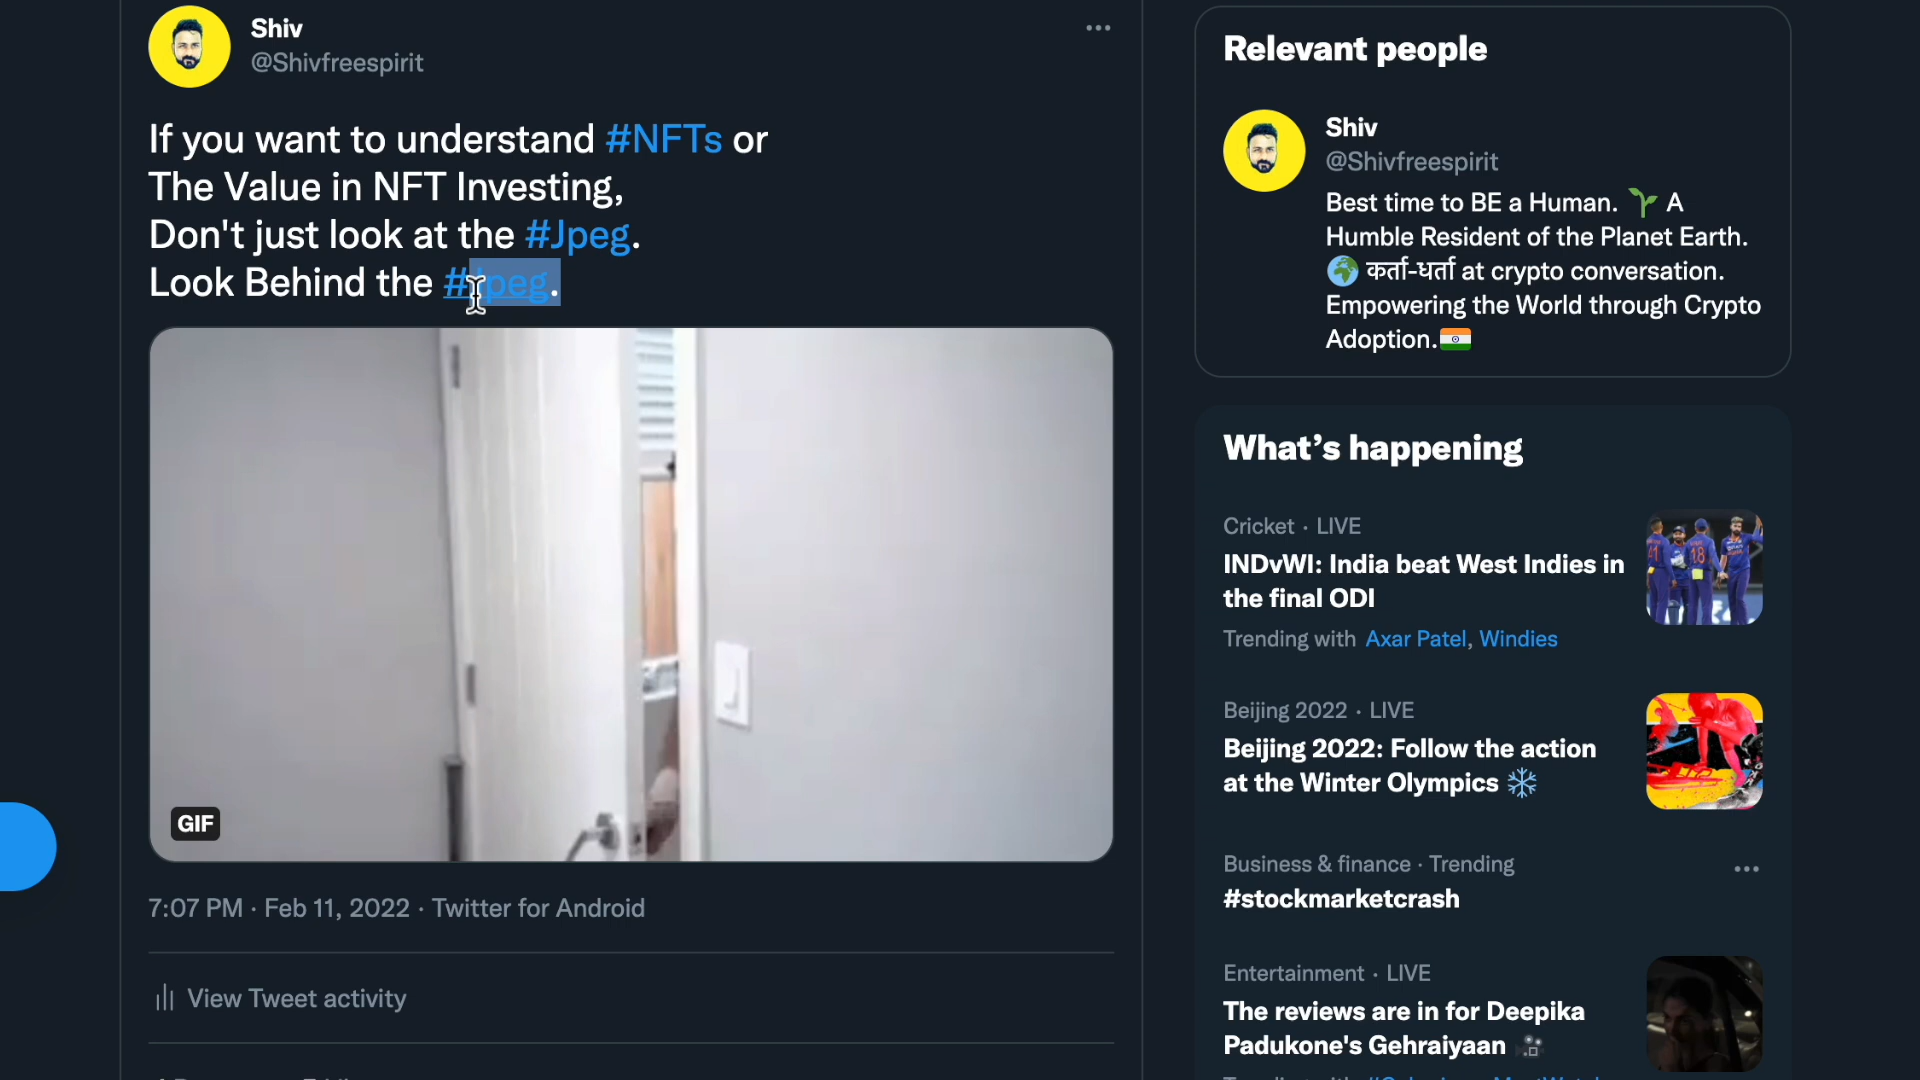 Shiv
@Shivfreespirit
If you want to understand #NFTs or
The Value in NFT Investing,
Don't just look at the #Jpeg.
Look Behind the #Jpeg.
GIF
7:07 PM · Feb 11, 2022 · Twitter for Android
View Tweet activity
Relevant people
Shiv
@Shivfreespirit
Best time to BE a Human. 🌱 A
Humble Resident of the Planet Earth.
🌍 कर्ता-धर्ता at crypto conversation.
Empowering the World through Crypto
Adoption.🇮🇳
What's happening
Cricket · LIVE
INDvWI: India beat West Indies in
the final ODI
Trending with Axar Patel, Windies
Beijing 2022 · LIVE
Beijing 2022: Follow the action
at the Winter Olympics ❄️
Business & finance · Trending
#stockmarketcrash
Entertainment · LIVE
The reviews are in for Deepika
Padukone's Gehraiyaan 🎥